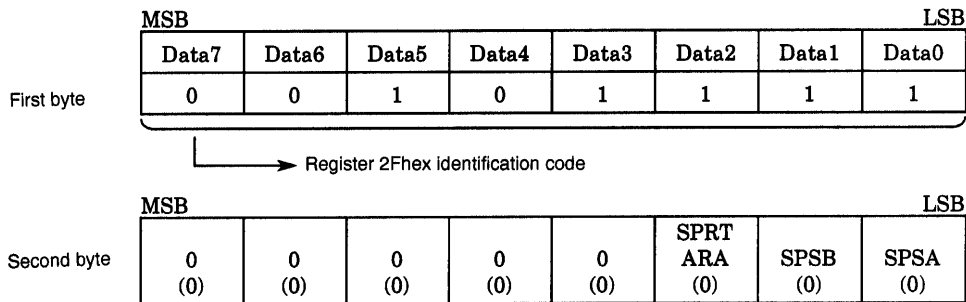 MSB LSB
Data7 Data6 Data5 Data4 Data3 Data2 Data1 Data0
First byte 0 0 1 0 1 1 1 1
Register 2Fhex identification code
MSB LSB
SPRT
Second byte 0 0 0 0 0 ARA SPSB SPSA
(0) (0) (0) (0) (0) (0) (0) (0)